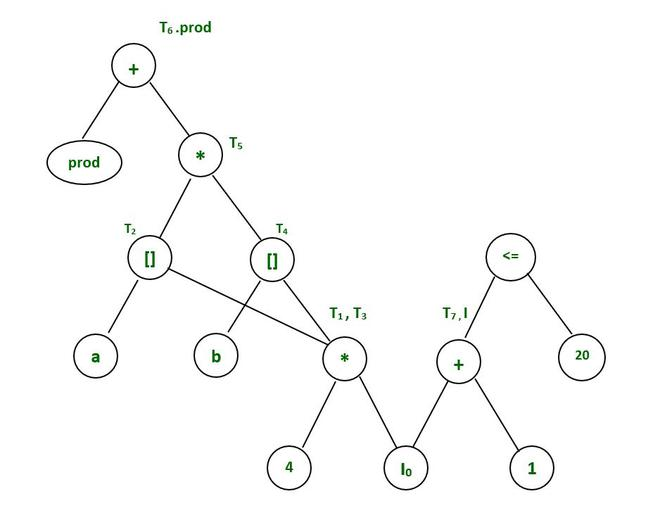 T₆.prod
+
prod
*
T₅
T₂
[]
T₄
[]
<=
T₁, T₃
T₇,I
a
b
*
+
20
4
I₀
1